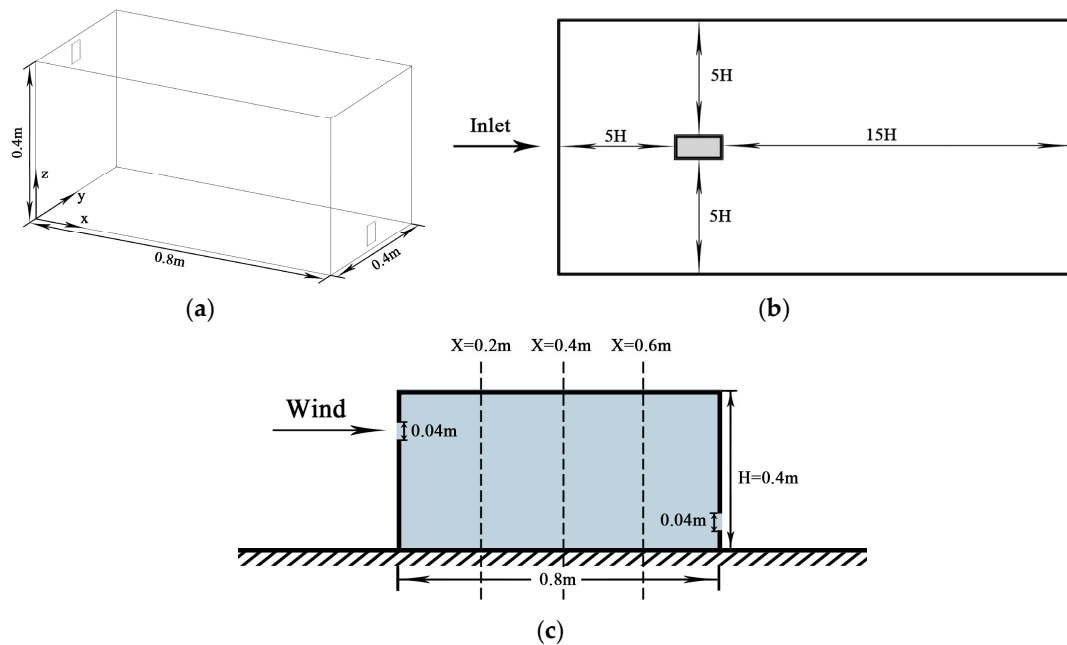 0.4m
z
y
x
0.8m
0.4m
(a)
Inlet
5H
5H
15H
5H
(b)
X=0.2m X=0.4m X=0.6m
Wind
0.04m
H=0.4m
0.04m
0.8m
(c)